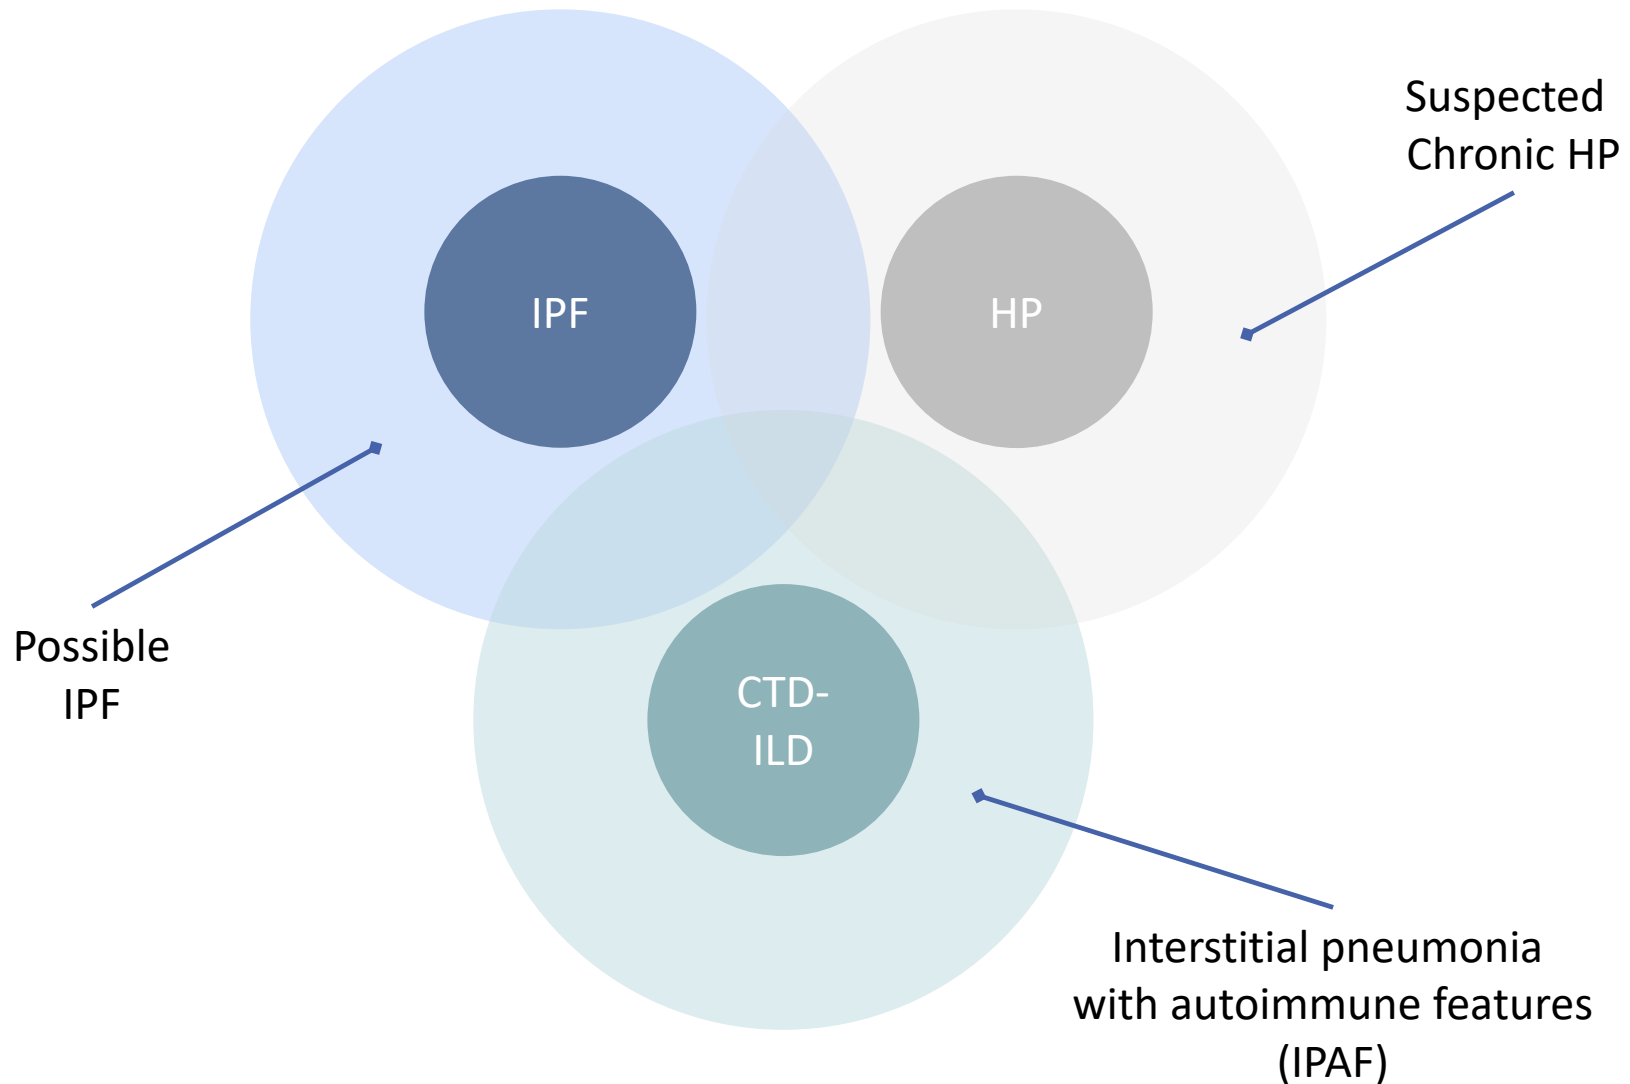 Suspected
Chronic HP
IPF
HP
Possible
IPF
CTD-
ILD
Interstitial pneumonia
with autoimmune features
(IPAF)